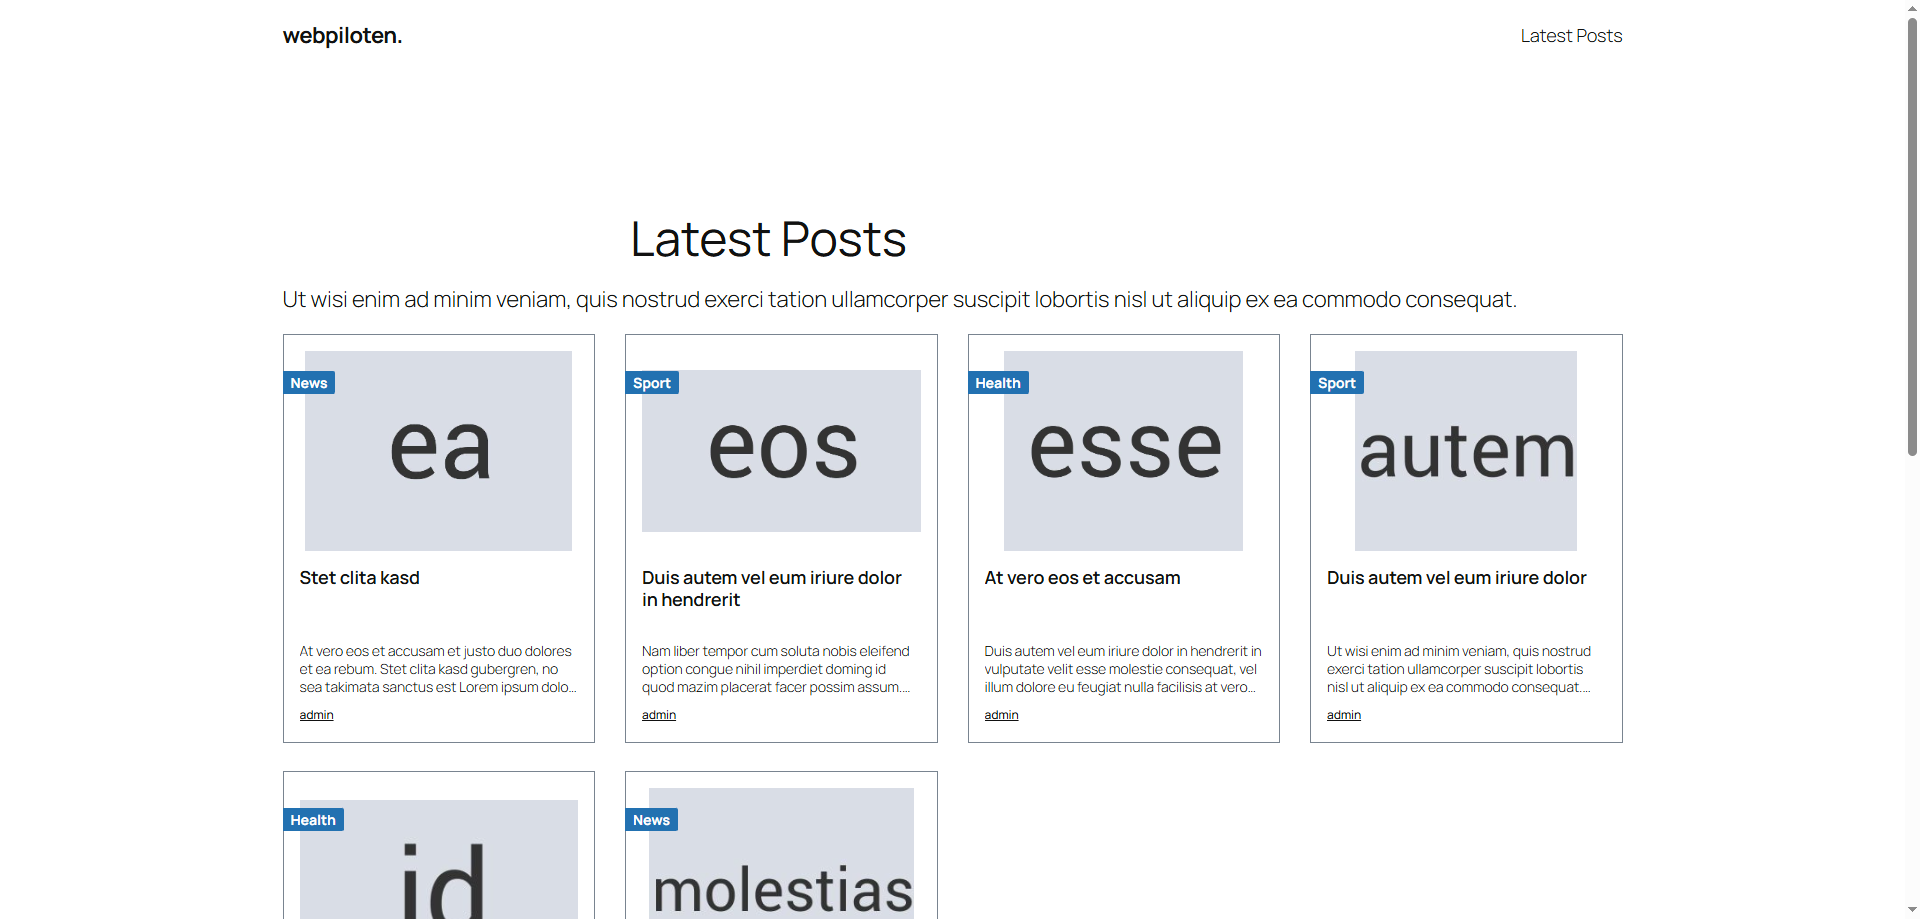 webpiloten.
Latest Posts
Latest Posts
Ut wisi enim ad minim veniam, quis nostrud exerci tation ullamcorper suscipit lobortis nisl ut aliquip ex ea commodo consequat.
News
ea
Stet clita kasd
At vero eos et accusam et justo duo dolores
et ea rebum. Stet clita kasd gubergren, no
sea takimata sanctus est Lorem ipsum dolo...
admin
Sport
eos
Duis autem vel eum iriure dolor
in hendrerit
Nam liber tempor cum soluta nobis eleifend
option congue nihil imperdiet doming id
quod mazim placerat facer possim assum....
admin
Health
esse
At vero eos et accusam
Duis autem vel eum iriure dolor in hendrerit in
vulputate velit esse molestie consequat, vel
illum dolore eu feugiat nulla facilisis at vero...
admin
Sport
autem
Duis autem vel eum iriure dolor
Ut wisi enim ad minim veniam, quis nostrud
exerci tation ullamcorper suscipit lobortis
nisl ut aliquip ex ea commodo consequat....
admin
Health
id
News
molestias